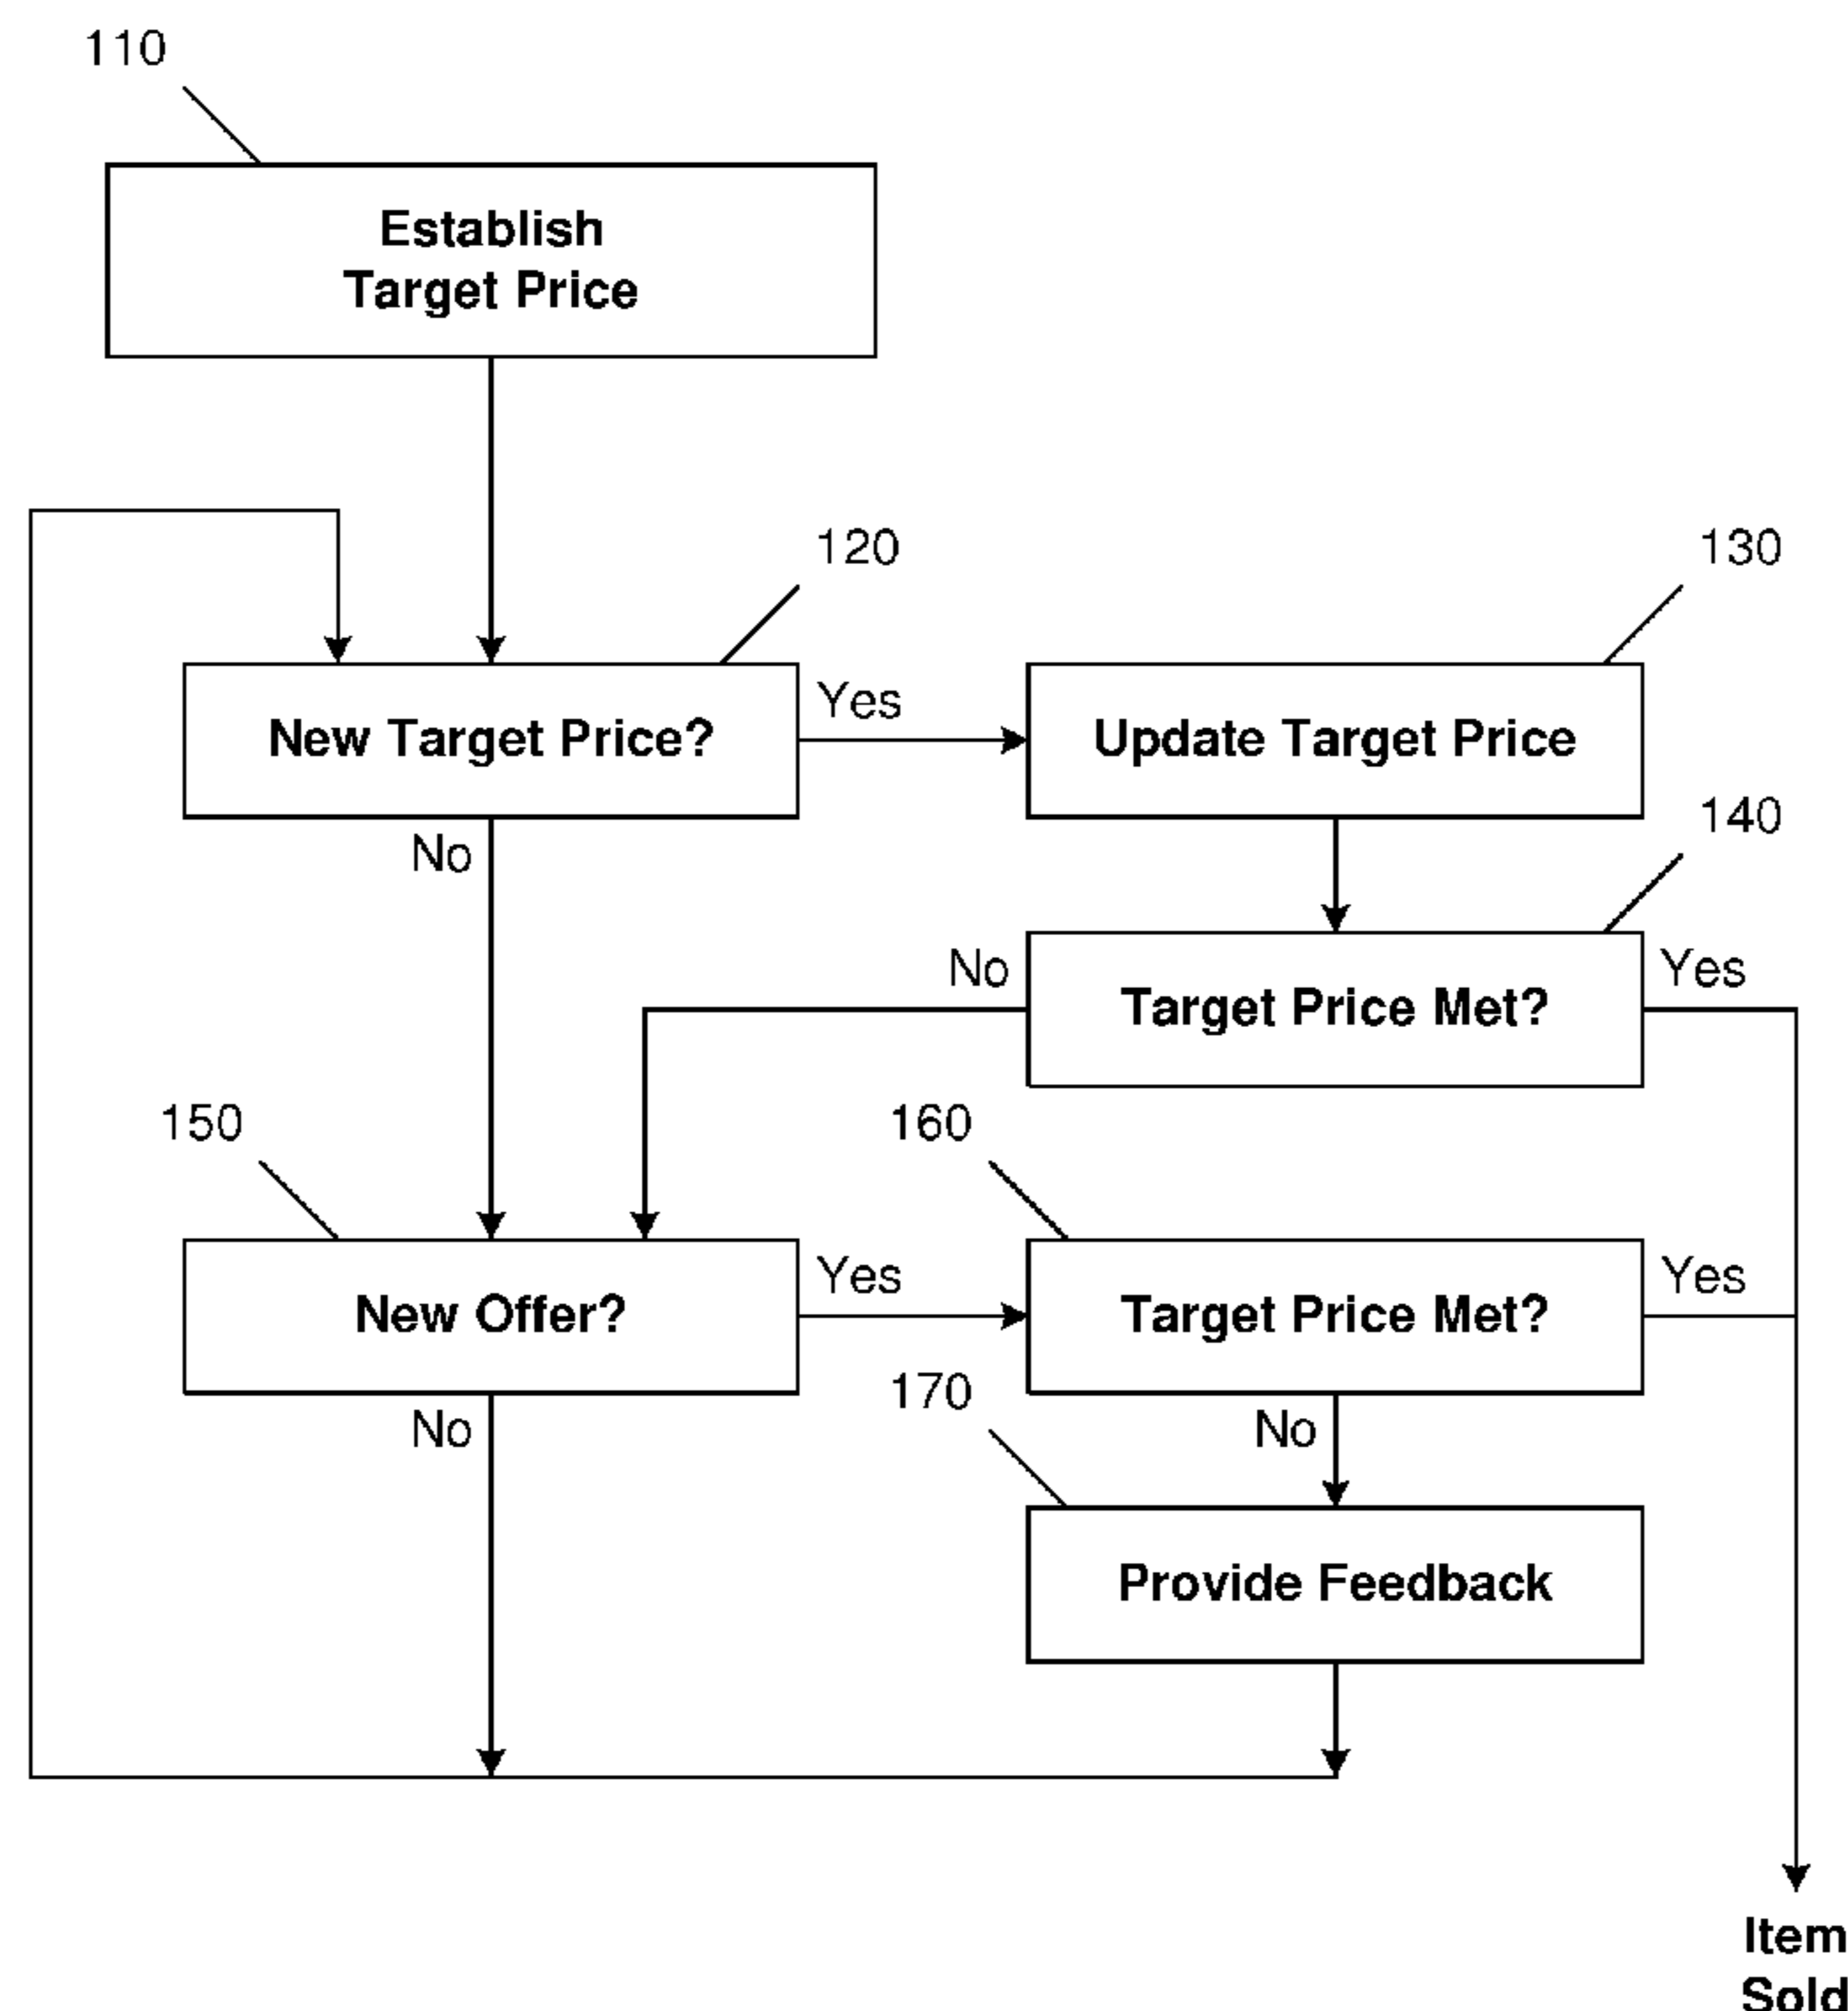 110
Establish
Target Price
120
130
New Target Price?
Yes
Update Target Price
No
140
No
Target Price Met?
Yes
150
160
New Offer?
Yes
Target Price Met?
Yes
No
170
No
Provide Feedback
Item
Sold